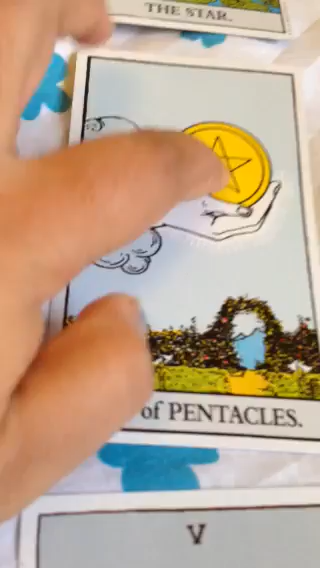 THE STAR.
of PENTACLES.
V